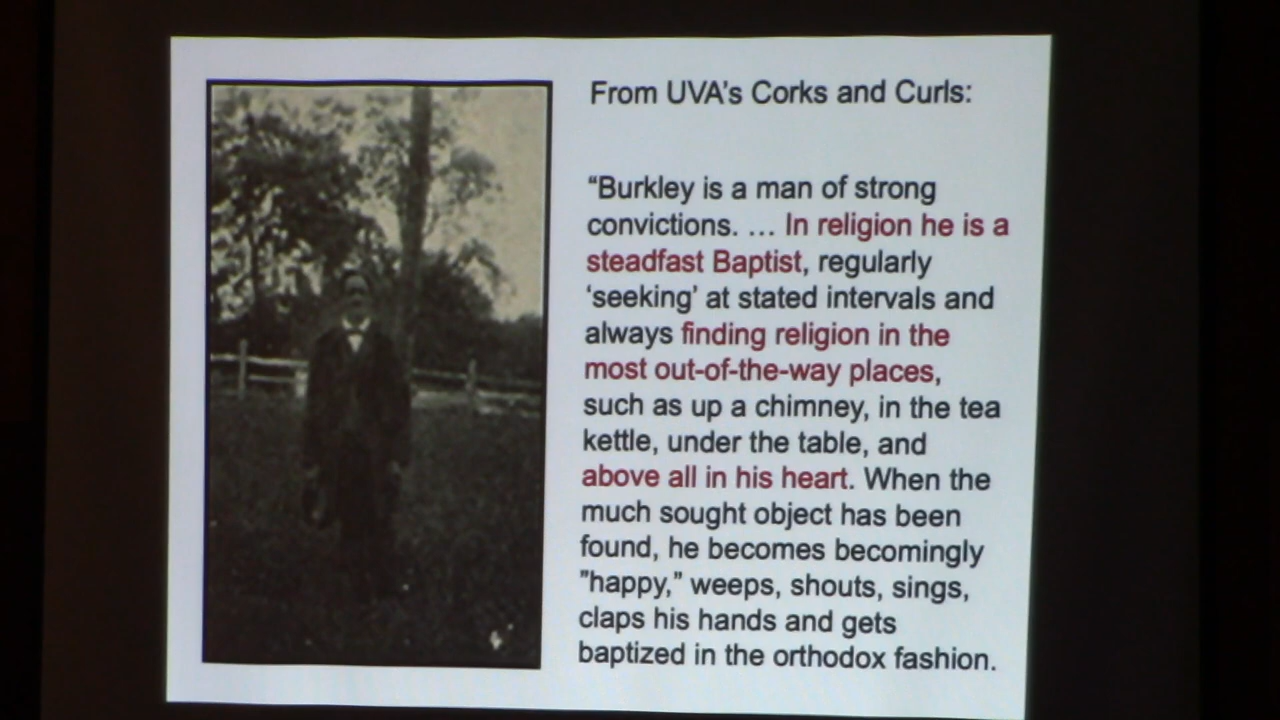 From UVA's Corks and Curls:
“Burkley is a man of strong
convictions. ... In religion he is a
steadfast Baptist, regularly
‘seeking’ at stated intervals and
always finding religion in the
most out-of-the-way places,
such as up a chimney, in the tea
kettle, under the table, and
above all in his heart. When the
much sought object has been
found, he becomes becomingly
"happy,” weeps, shouts, sings,
claps his hands and gets
baptized in the orthodox fashion.